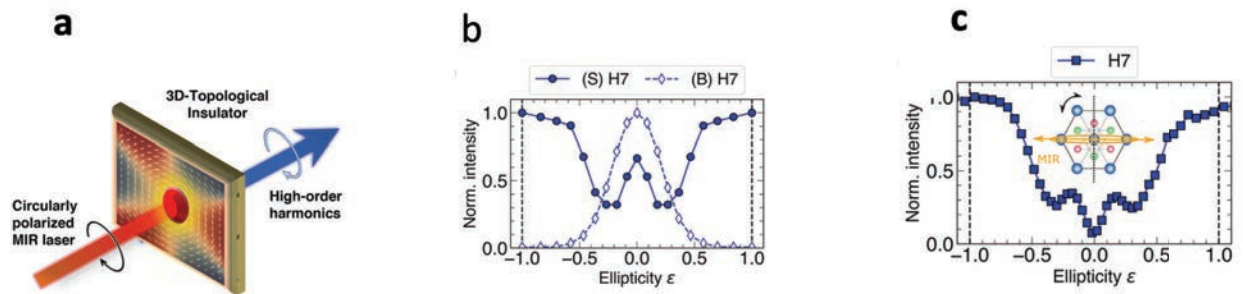 a
3D-Topological
Insulator
Circularly
polarized
MIR laser
High-order
harmonics
b
(S) H7 (B) H7
Norm. intensity
1.0
0.5
0.0
−1.0 −0.5 0.0 0.5 1.0
Ellipticity ε
c
H7
Norm. intensity
.0
0.5
0.0
MIR
−1.0 −0.5 0.0 0.5 1.0
Ellipticity ε